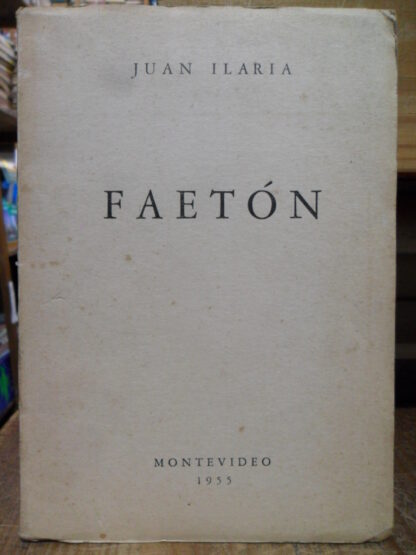 JUAN ILARIA
FAETÓN
MONTEVIDEO
1955